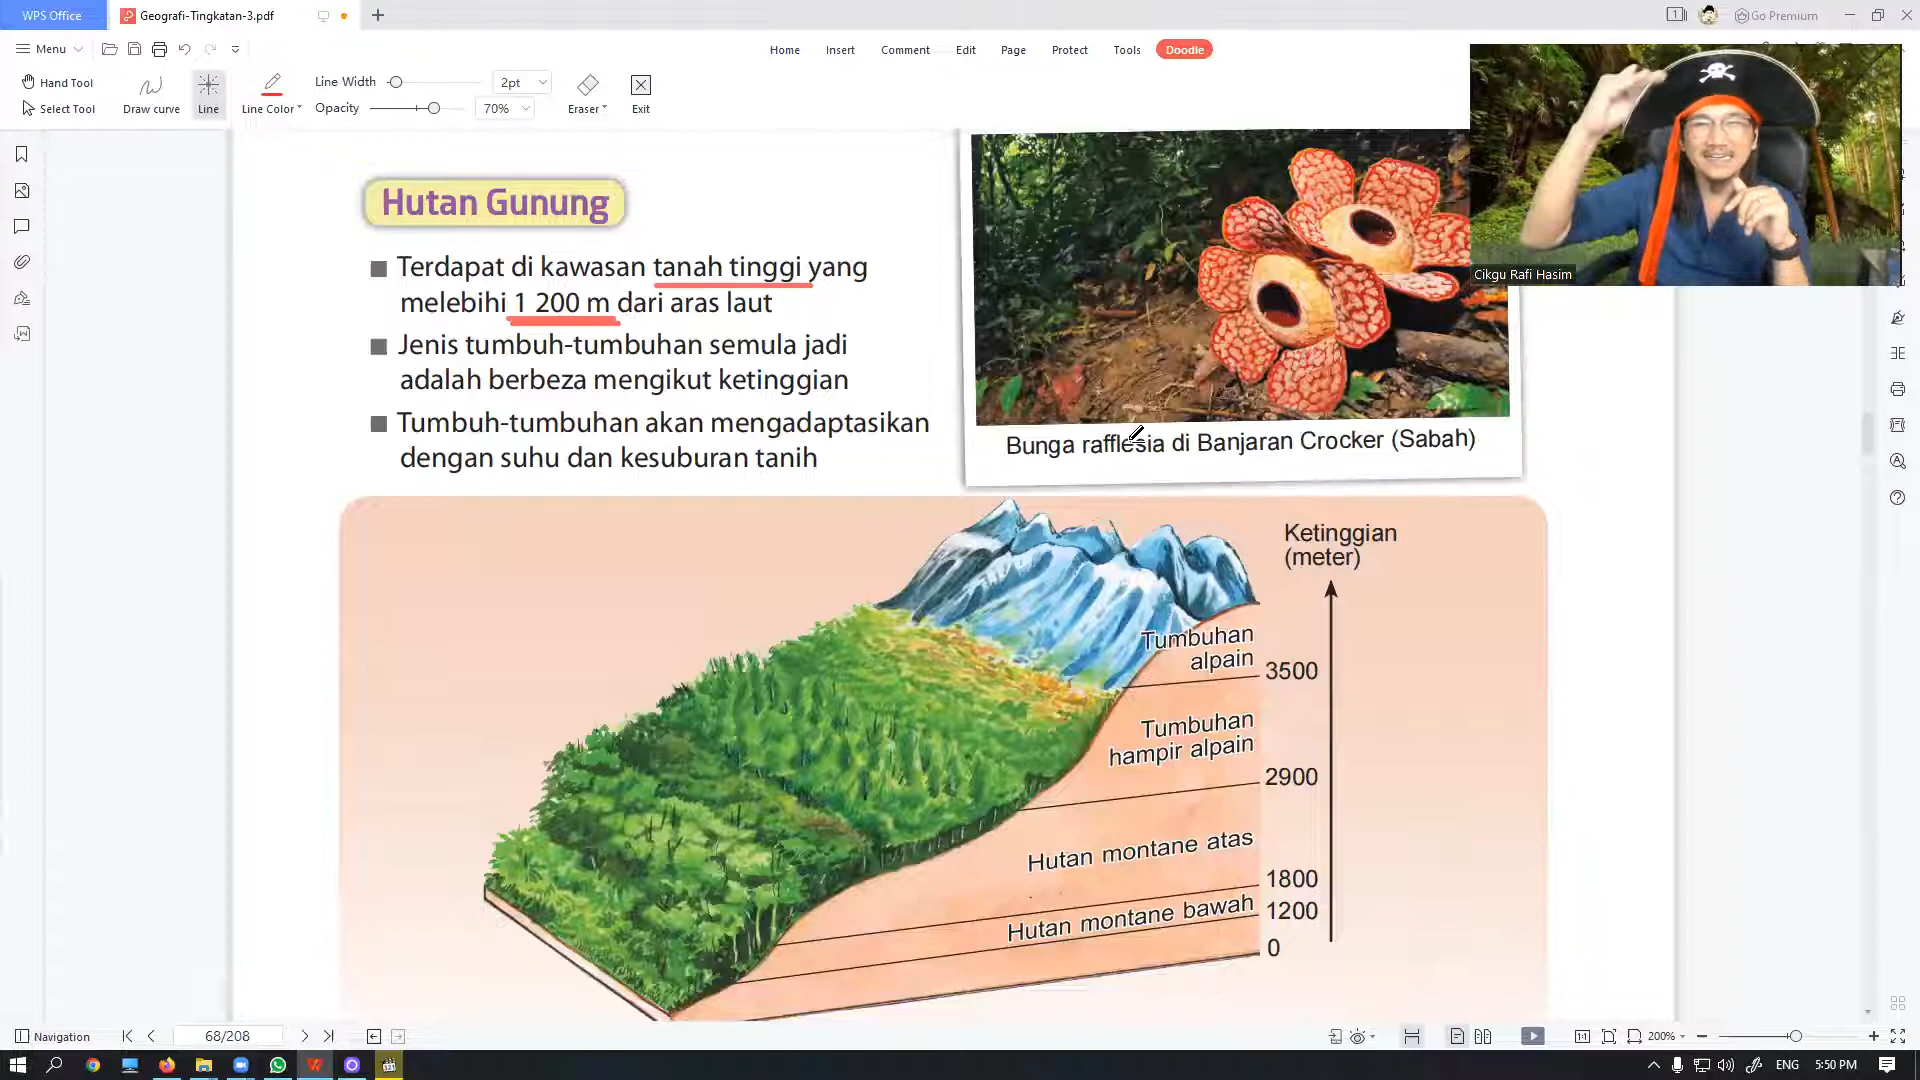 WPS Office
Geografi-Tingkatan-3.pdf
1
Go Premium
Menu
Home
Insert
Comment
Edit
Page
Protect
Tools
Doodle
Hand Tool
Select Tool
Draw curve
Line
Line Color
Line Width
2pt
Opacity
70%
Eraser
Exit
Cikgu Rafi Hasim
Hutan Gunung
Terdapat di kawasan tanah tinggi yang
melebihi 1 200 m dari aras laut
Jenis tumbuh-tumbuhan semula jadi
adalah berbeza mengikut ketinggian
Tumbuh-tumbuhan akan mengadaptasikan
dengan suhu dan kesuburan tanih
Bunga rafflesia di Banjaran Crocker (Sabah)
Ketinggian
(meter)
Tumbuhan
alpain
3500
Tumbuhan
hampir alpain
2900
Hutan montane atas
1800
Hutan montane bawah
1200
0
Navigation
68/208
200%
ENG
5:50 PM